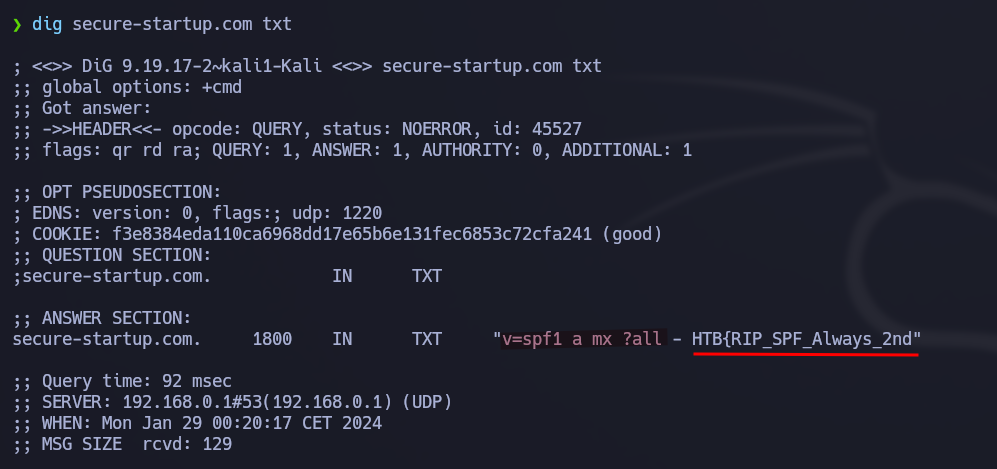 ❯ dig secure-startup.com txt
; <<>> DiG 9.19.17-2~kali1-Kali <<>> secure-startup.com txt
;; global options: +cmd
;; Got answer:
;; ->>HEADER<<- opcode: QUERY, status: NOERROR, id: 45527
;; flags: qr rd ra; QUERY: 1, ANSWER: 1, AUTHORITY: 0, ADDITIONAL: 1
;; OPT PSEUDOSECTION:
; EDNS: version: 0, flags:; udp: 1220
; COOKIE: f3e8384eda110ca6968dd17e65b6e131fec6853c72cfa241 (good)
;; QUESTION SECTION:
;secure-startup.com. IN TXT
;; ANSWER SECTION:
secure-startup.com. 1800 IN TXT "v=spf1 a mx ?all - HTB{RIP_SPF_Always_2nd"
;; Query time: 92 msec
;; SERVER: 192.168.0.1#53(192.168.0.1) (UDP)
;; WHEN: Mon Jan 29 00:20:17 CET 2024
;; MSG SIZE rcvd: 129